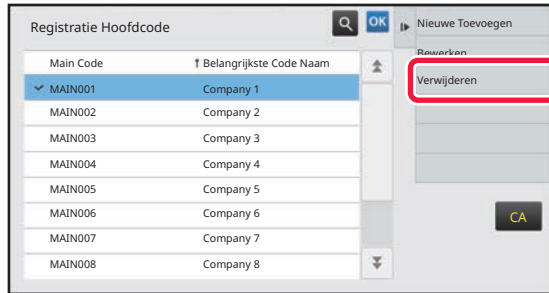 Registratie Hoofdcode
OK
Main Code Belangrijkste Code Naam
MAIN001 Company 1
MAIN002 Company 2
MAIN003 Company 3
MAIN004 Company 4
MAIN005 Company 5
MAIN006 Company 6
MAIN007 Company 7
MAIN008 Company 8
Nieuwe Toevoegen
Bewerken
Verwijderen
CA